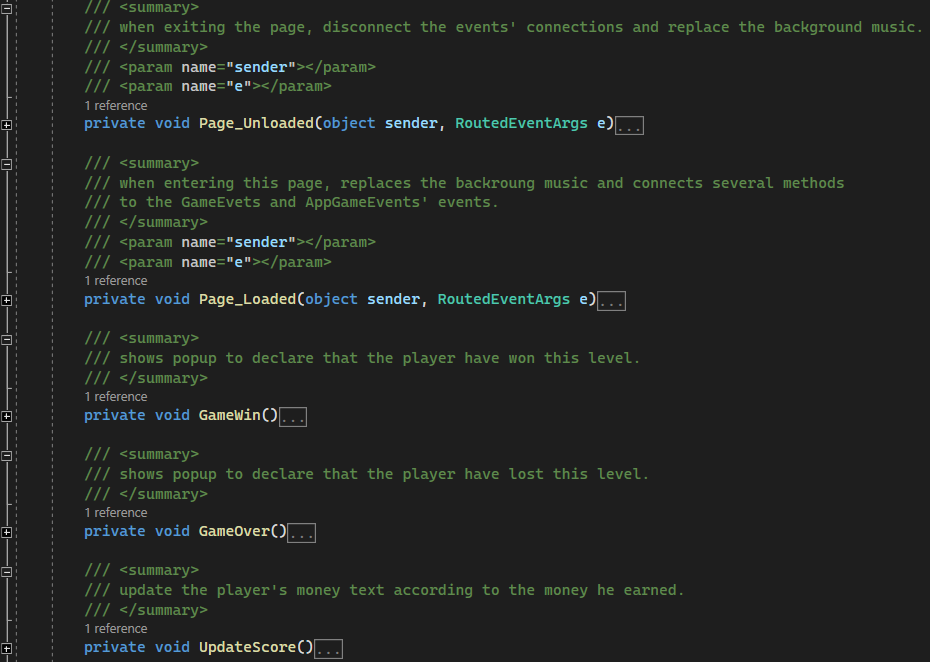 /// <summary>
/// when exiting the page, disconnect the events' connections and replace the background music.
/// </summary>
/// <param name="sender"></param>
/// <param name="e"></param>
1 reference
private void Page_Unloaded(object sender, RoutedEventArgs e)...
/// <summary>
/// when entering this page, replaces the backroung music and connects several methods
/// to the GameEvets and AppGameEvents' events.
/// </summary>
/// <param name="sender"></param>
/// <param name="e"></param>
1 reference
private void Page_Loaded(object sender, RoutedEventArgs e)...
/// <summary>
/// shows popup to declare that the player have won this level.
/// </summary>
1 reference
private void GameWin()...
/// <summary>
/// shows popup to declare that the player have lost this level.
/// </summary>
1 reference
private void GameOver()...
/// <summary>
/// update the player's money text according to the money he earned.
/// </summary>
1 reference
private void UpdateScore()...